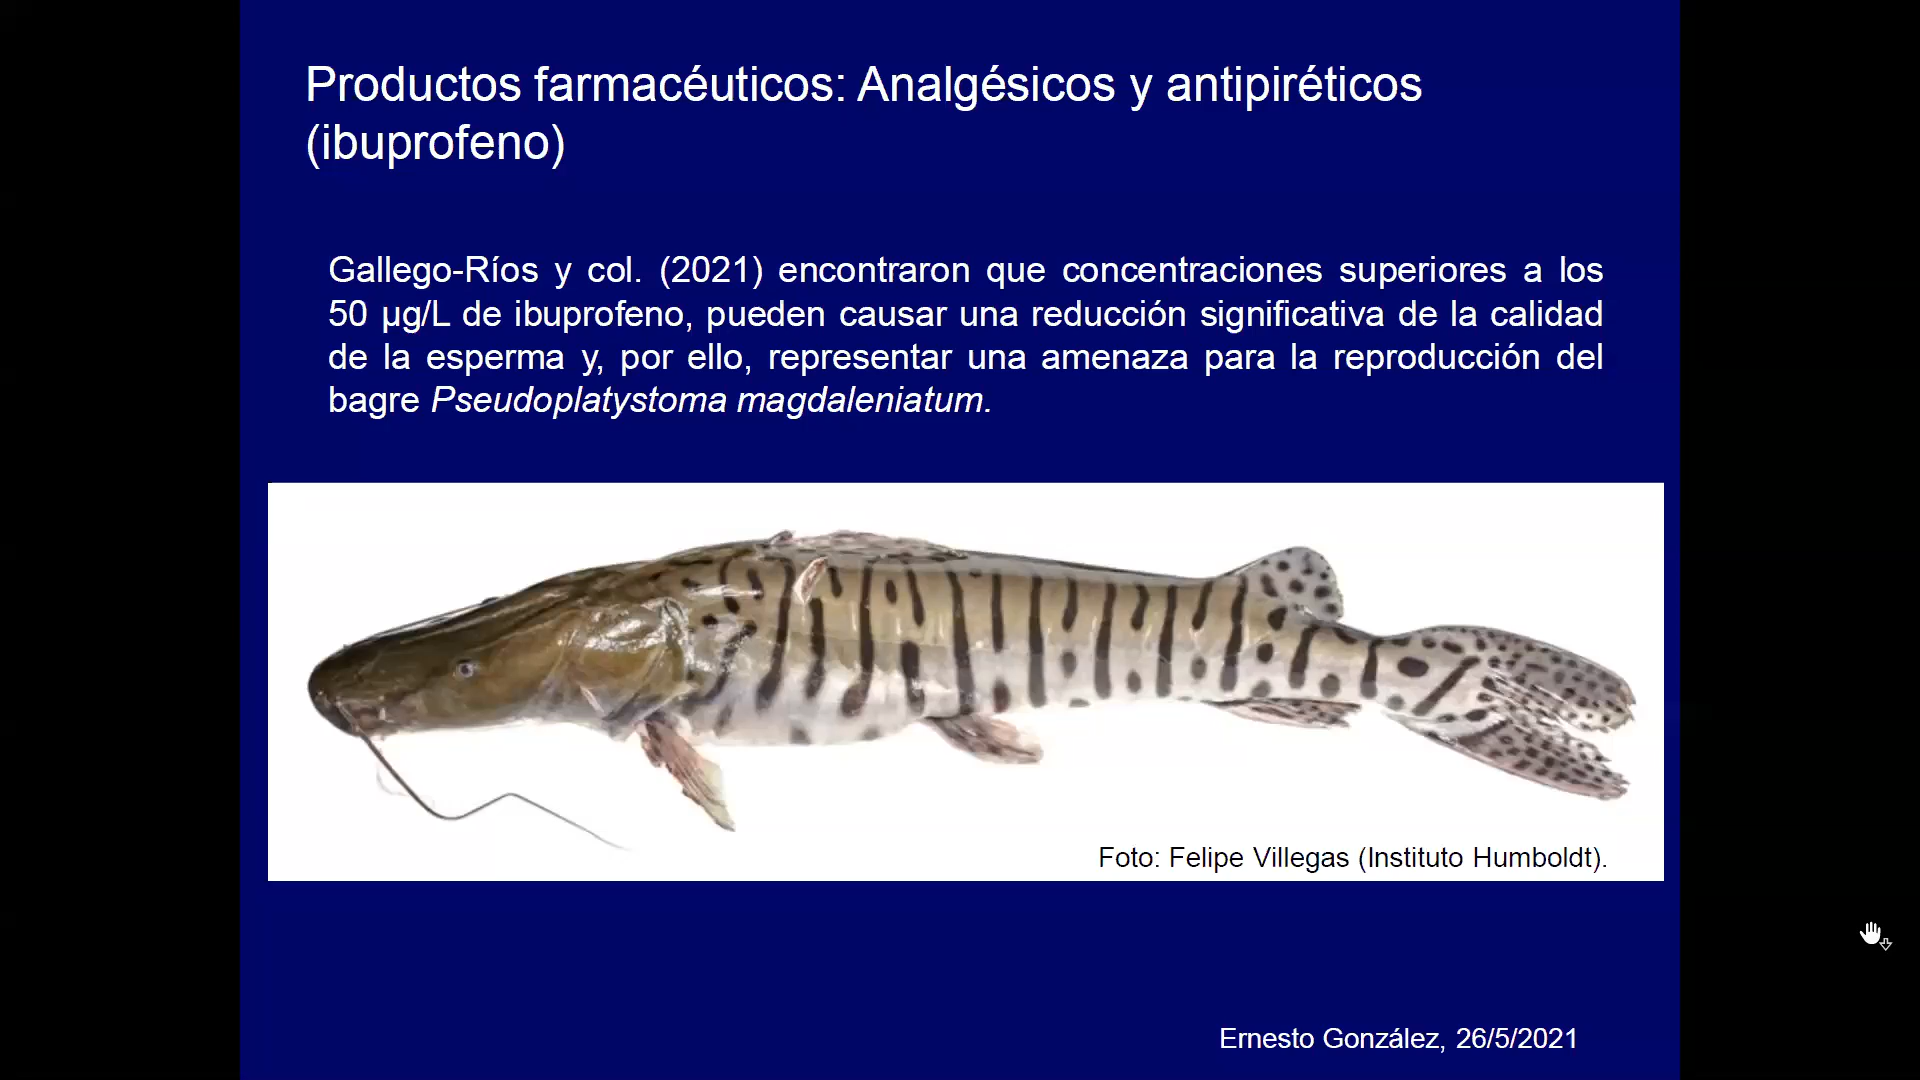 Productos farmacéuticos: Analgésicos y antipiréticos
(ibuprofeno)
Gallego-Ríos y col. (2021) encontraron que concentraciones superiores a los
50 µg/L de ibuprofeno, pueden causar una reducción significativa de la calidad
de la esperma y, por ello, representar una amenaza para la reproducción del
bagre Pseudoplatystoma magdaleniatum.
Foto: Felipe Villegas (Instituto Humboldt).
Ernesto González, 26/5/2021